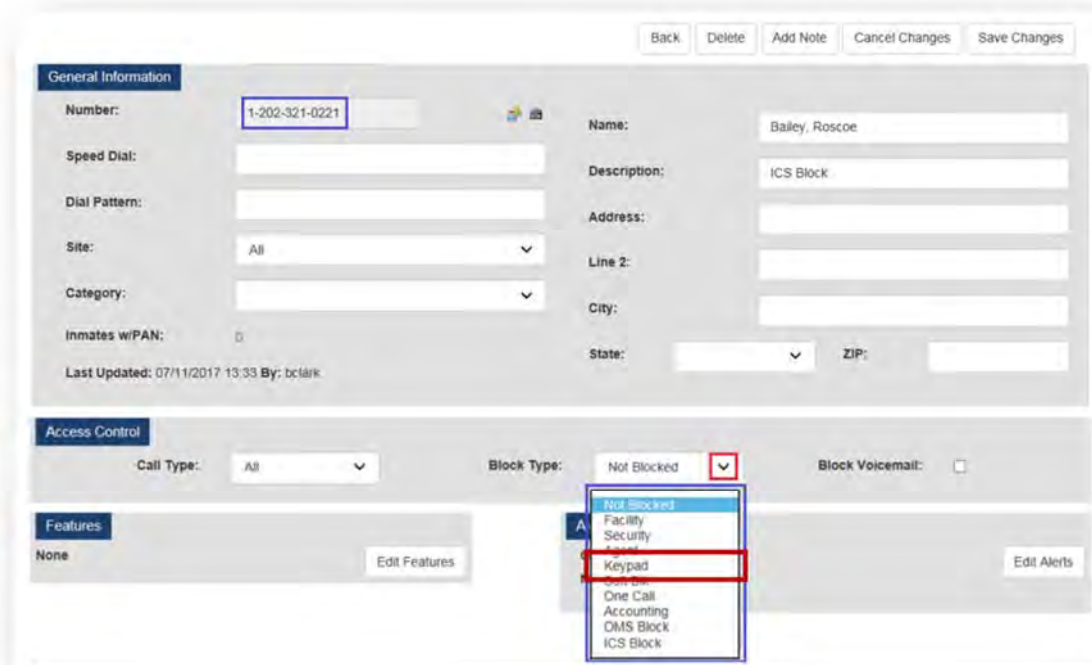 Back Delete Add Note Cancel Changes Save Changes
General Information
Number: 1-202-321-0221
Name: Bailey, Roscoe
Speed Dial:
Description: ICS Block
Dial Pattern:
Address:
Site: All
Line 2:
Category:
City:
Inmates w/PAN: 0
State: ZIP:
Last Updated: 07/11/2017 13:33 By: bclark
Access Control
Call Type: All Block Type: Not Blocked Block Voicemail:
Not Blocked
Features
Facility
Security
None
Edit Features
Edit Alerts
Keypad
One Call
Accounting
OMS Block
ICS Block